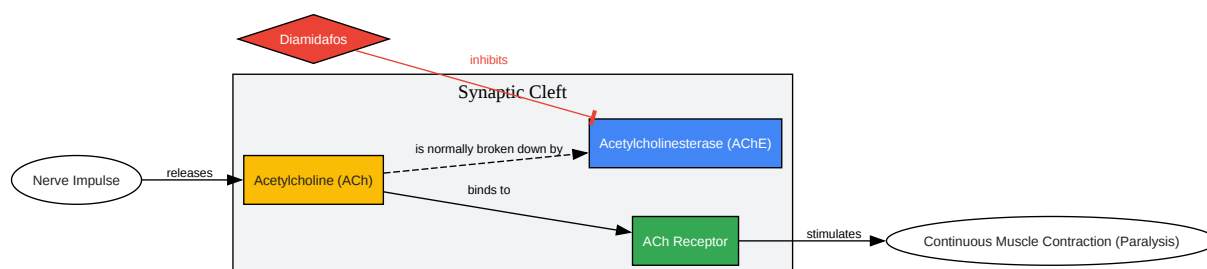 Diamidafos
inhibits
Synaptic Cleft
Acetylcholinesterase (AChE)
is normally broken down by
Nerve Impulse
releases
Acetylcholine (ACh)
binds to
ACh Receptor
stimulates
Continuous Muscle Contraction (Paralysis)